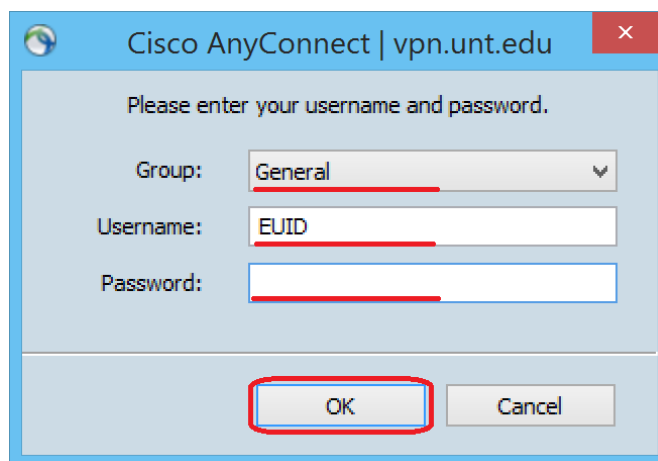 Cisco AnyConnect | vpn.unt.edu
Please enter your username and password.
Group: General
Username: EUID
Password:
OK Cancel